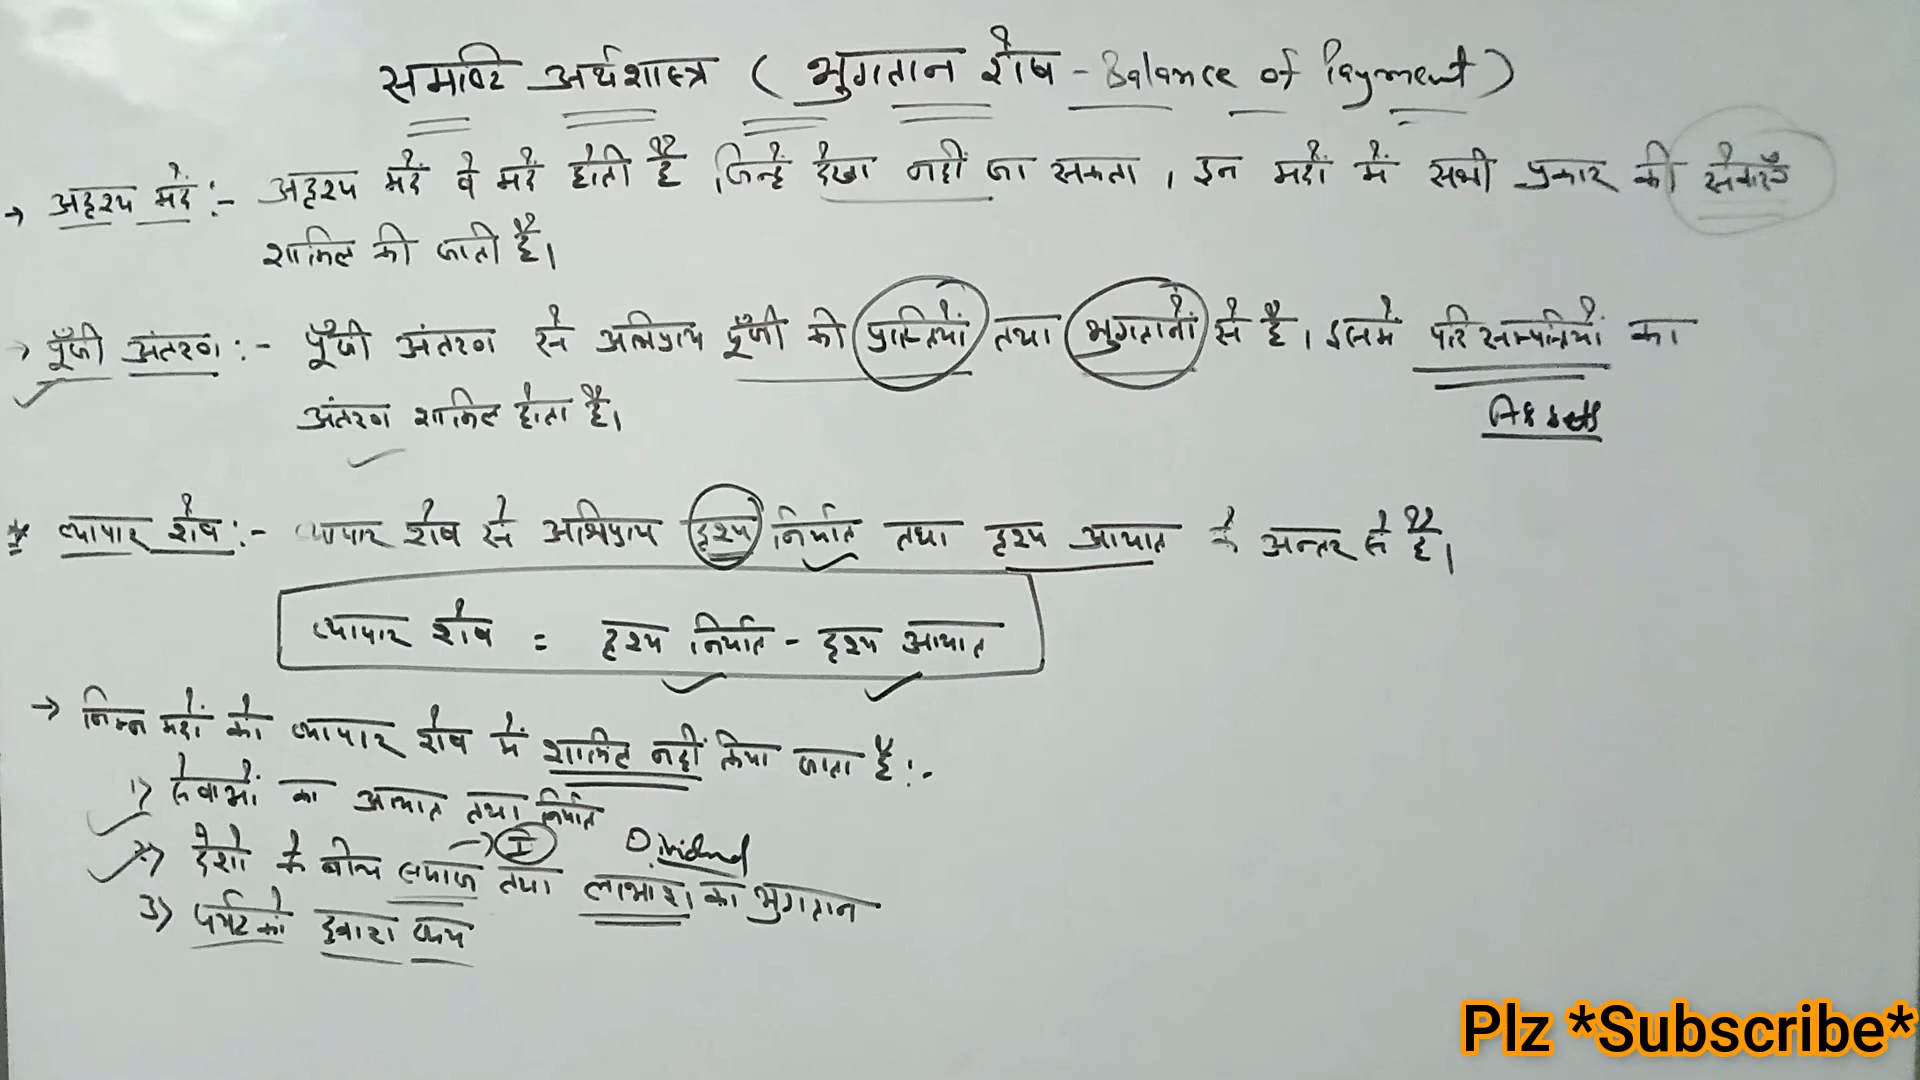 समष्टि अर्थशास्त्र ( भुगतान शेष - Balance of Payment )
→ अदृश्य मदें :- अदृश्य मदें वे मदें होती है जिन्हें देखा नहीं जा सकता, इन मदों में सभी प्रकार की सेवाएँ
शामिल की जाती है।
→ पूँजी अंतरण :- पूँजी अंतरण से अभिप्राय पूँजी की प्राप्तियों तथा भुगतानों से है। इसमें परिसम्पत्तियों का
Assets
अंतरण शामिल होता है।
* व्यापार शेष :- व्यापार शेष से अभिप्राय दृश्य निर्यात तथा दृश्य आयात के अन्तर से है।
व्यापार शेष = दृश्य निर्यात - दृश्य आयात
→ निम्न मदों को व्यापार शेष में शामिल नहीं किया जाता है :-
1) सेवाओं का आयात तथा निर्यात
→ I Dividend
2) देशों के बीच ब्याज तथा लाभांश का भुगतान
3) पर्यटकों द्वारा व्यय
Plz *Subscribe*